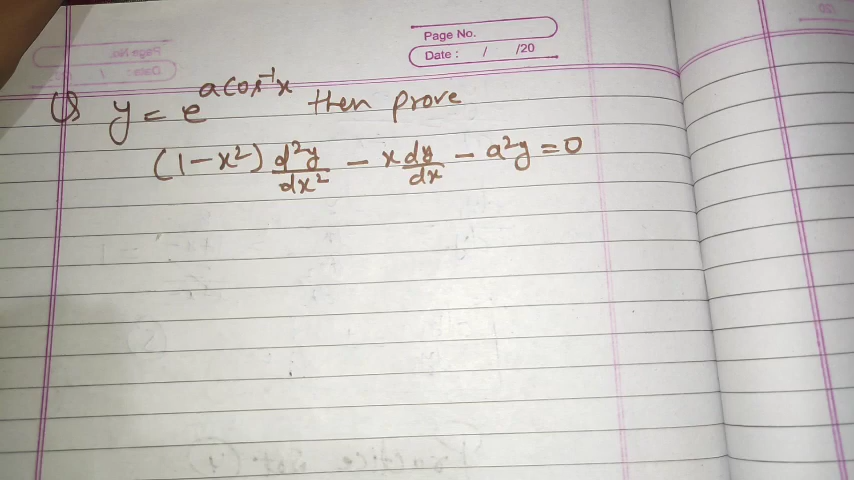 Page No.
Date : / /20
Q y = e^{a cos⁻¹x} then prove
(1-x²) d²y/dx² - x dy/dx - a²y = 0